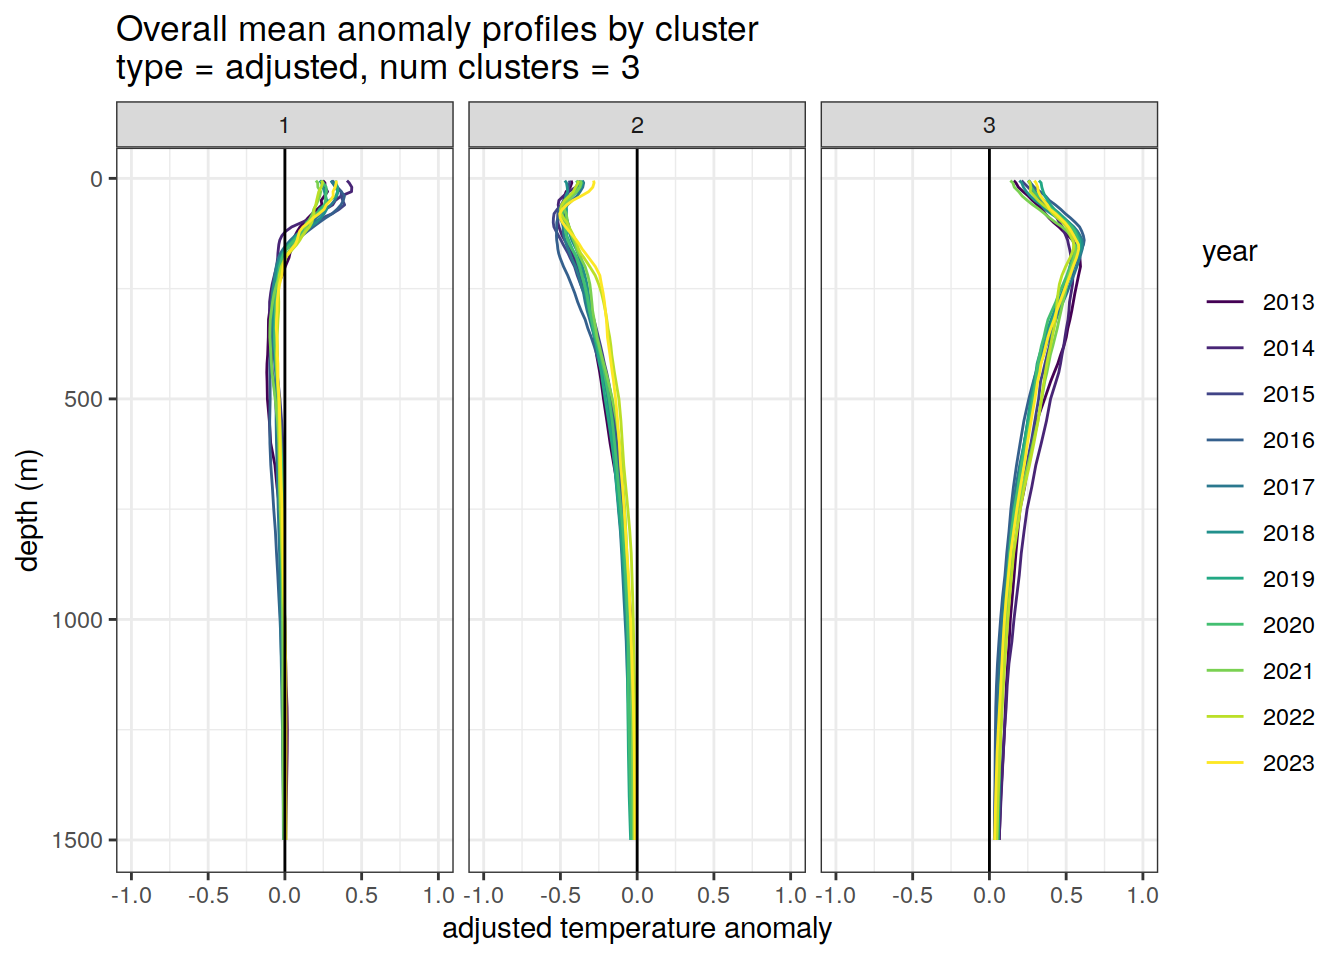 Overall mean anomaly profiles by cluster
type = adjusted, num clusters = 3
1
2
3
0
500
1000
1500
depth (m)
-1.0 -0.5 0.0 0.5 1.0
-1.0 -0.5 0.0 0.5 1.0
-1.0 -0.5 0.0 0.5 1.0
adjusted temperature anomaly
year
2013
2014
2015
2016
2017
2018
2019
2020
2021
2022
2023